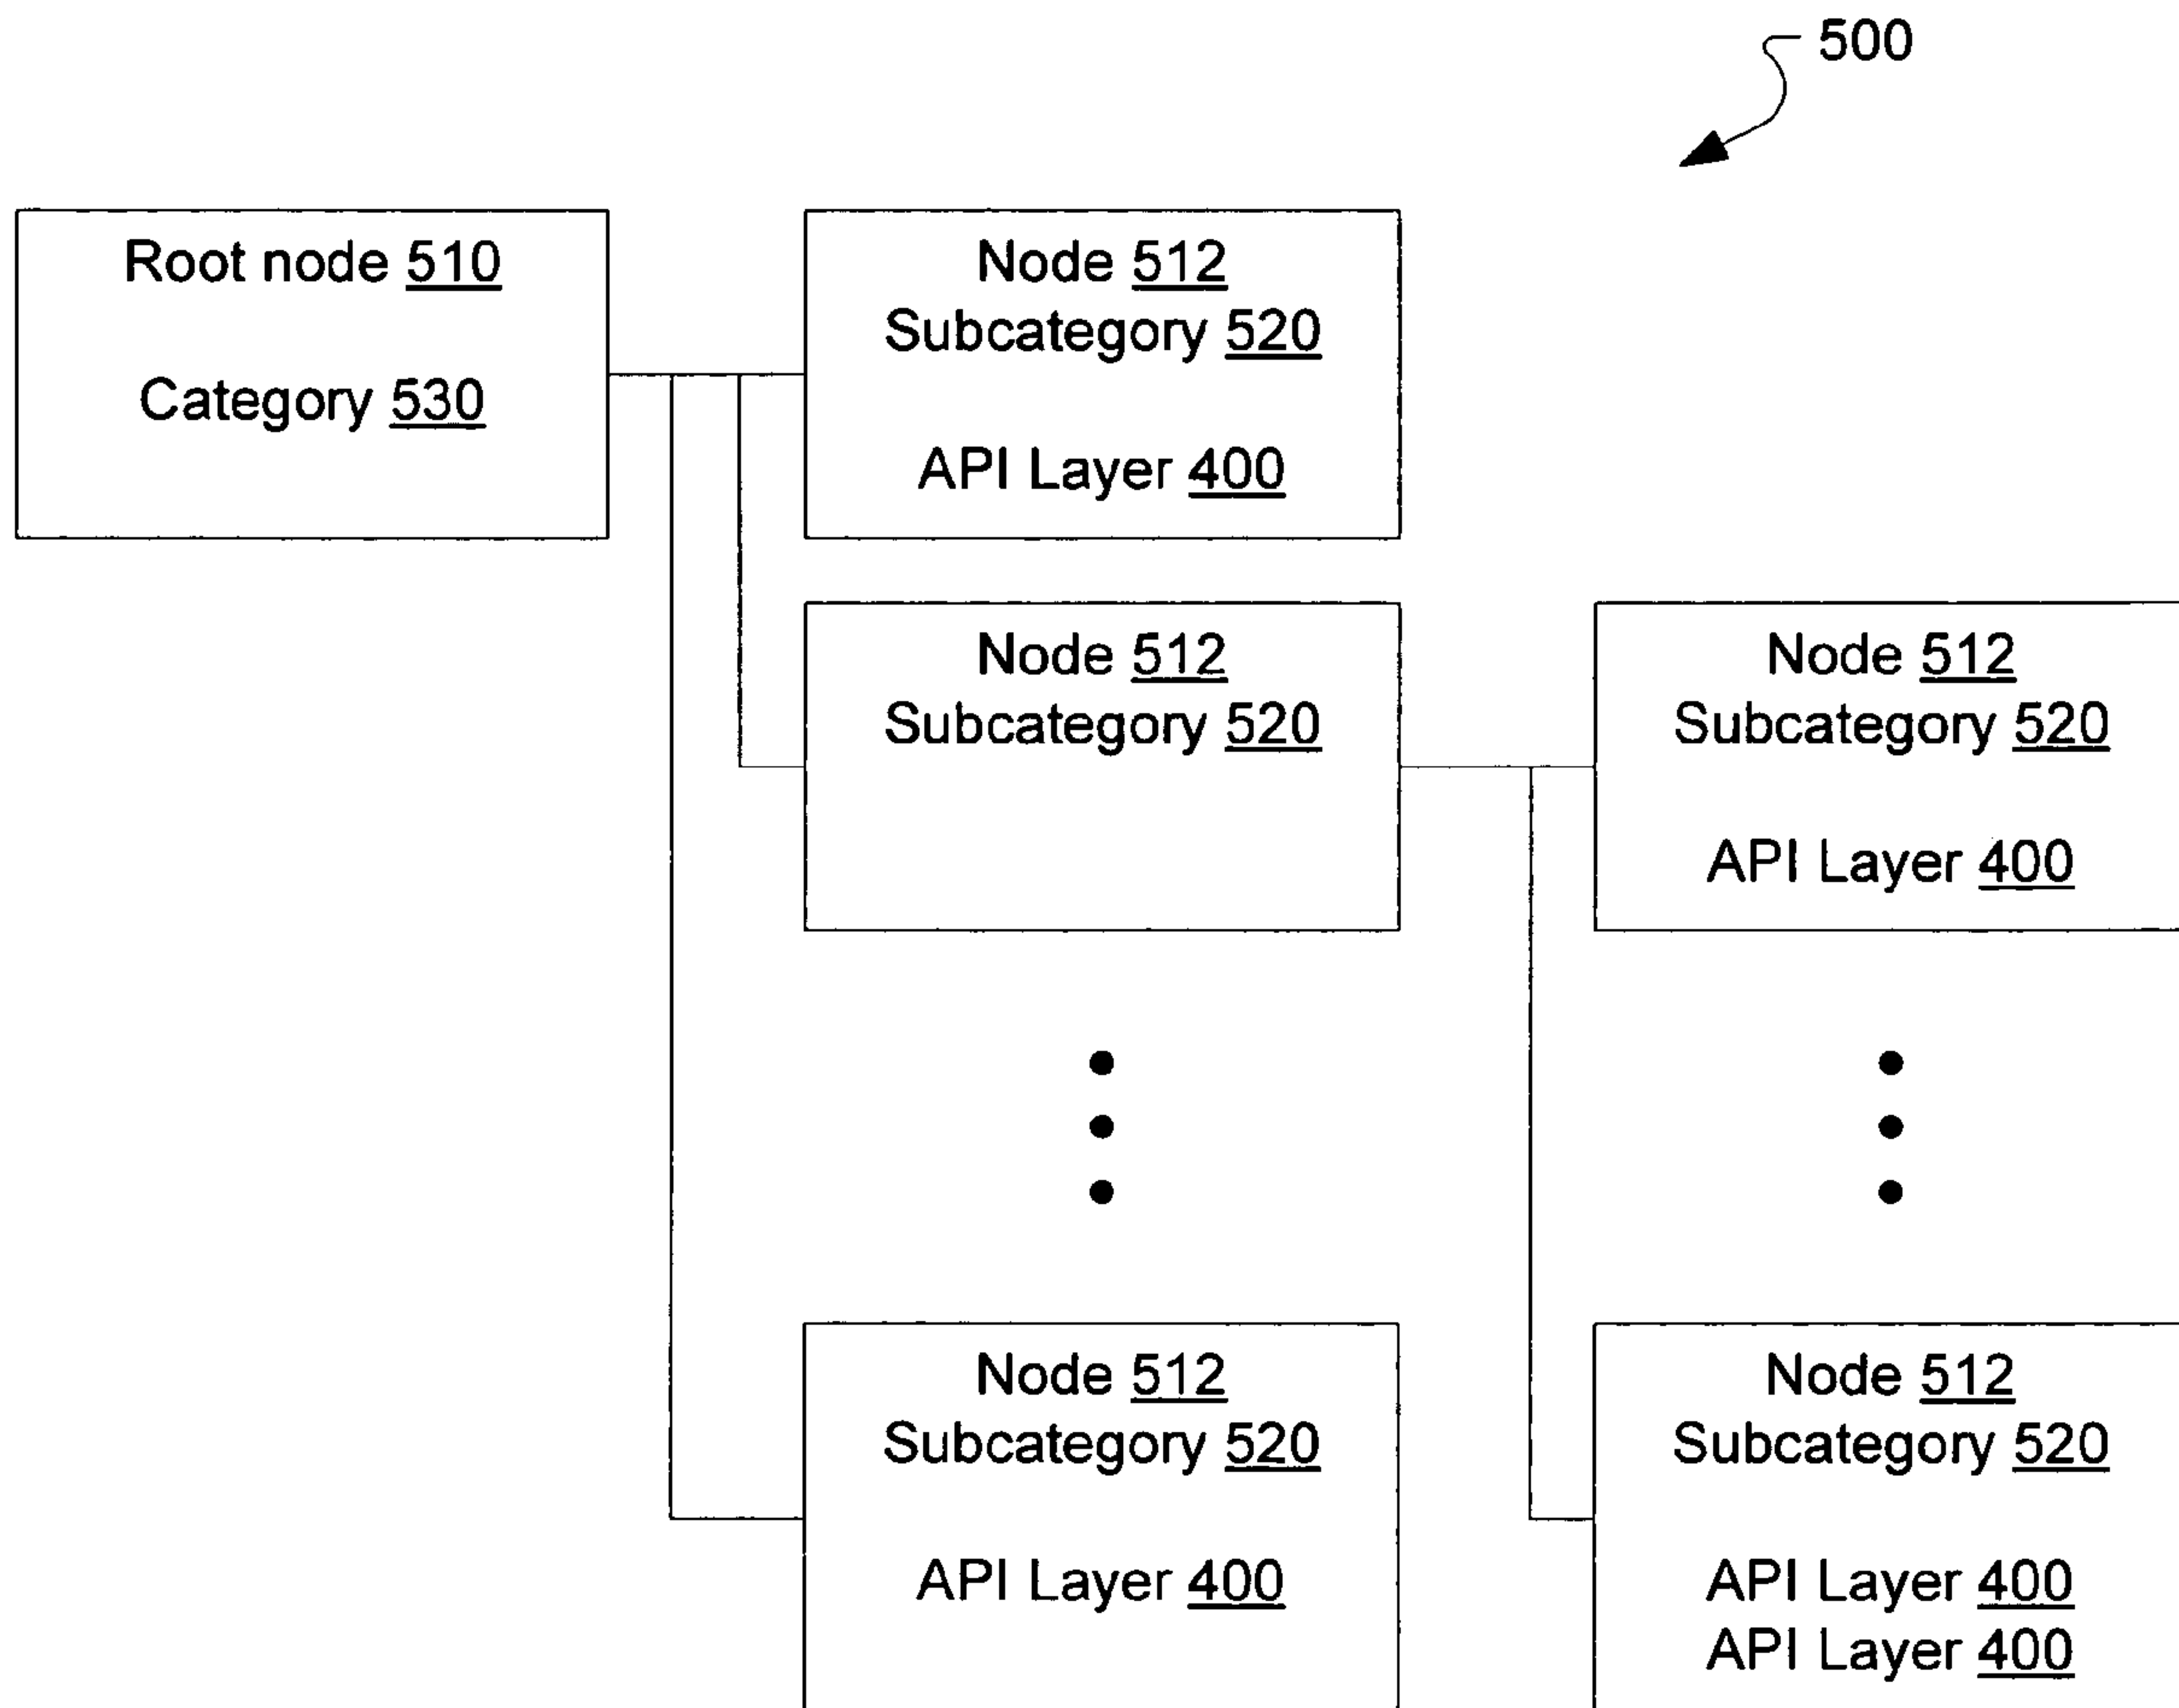 500
Root node 510
Category 530
Node 512
Subcategory 520
API Layer 400
Node 512
Subcategory 520
Node 512
Subcategory 520
API Layer 400
Node 512
Subcategory 520
API Layer 400
Node 512
Subcategory 520
API Layer 400
API Layer 400